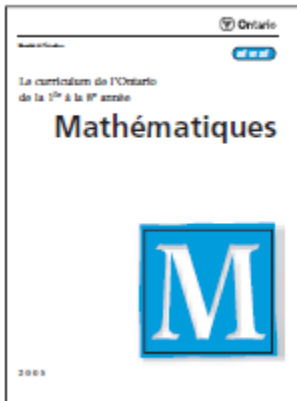 Ontario
Le curriculum de l'Ontario
de la 1re à la 8e année
Mathématiques
M
2005